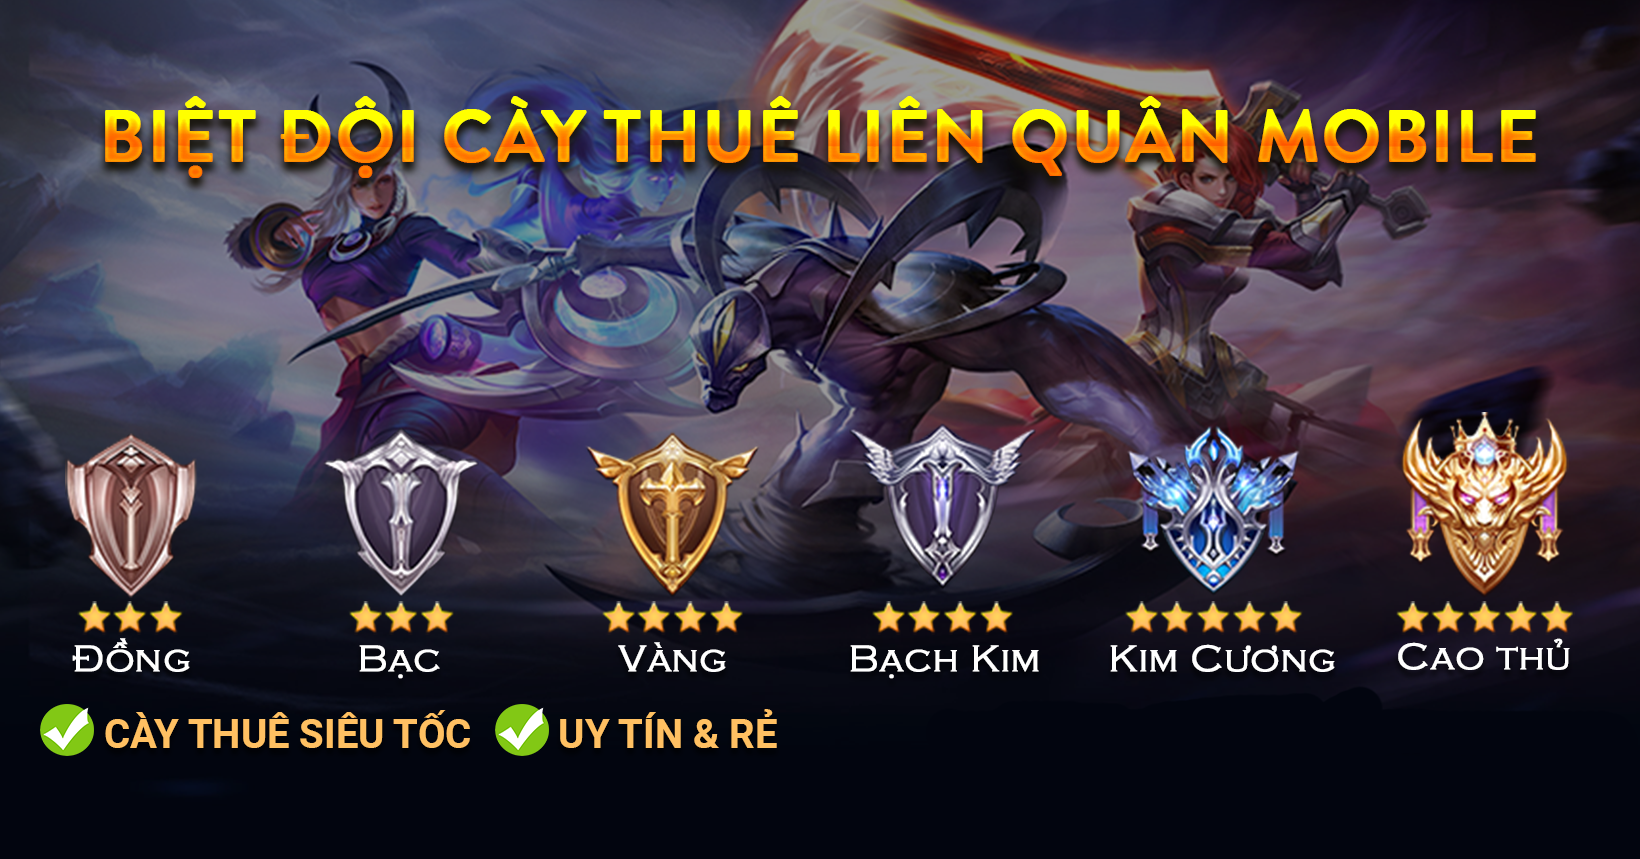 BIỆT ĐỘI CÀY THUÊ LIÊN QUÂN MOBILE
ĐỒNG
BẠC
VÀNG
BẠCH KIM
KIM CƯƠNG
CAO THỦ
CÀY THUÊ SIÊU TỐC
UY TÍN & RẺ